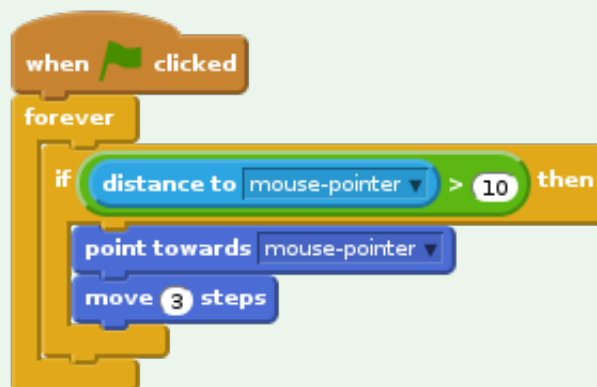 when clicked
forever
if distance to mouse-pointer > 10 then
point towards mouse-pointer
move 3 steps